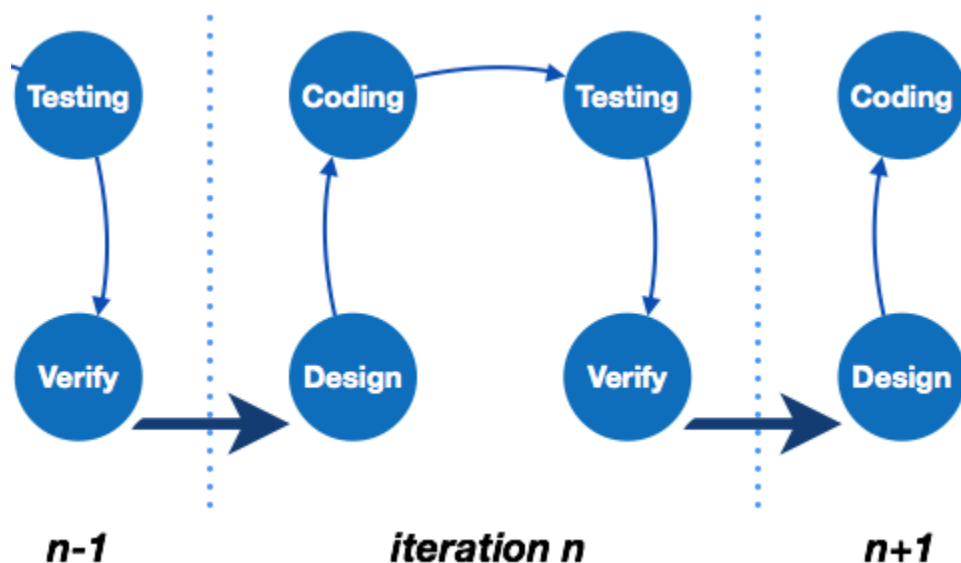 Testing
Coding
Testing
Coding
Verify
Design
Verify
Design
n-1
iteration n
n+1